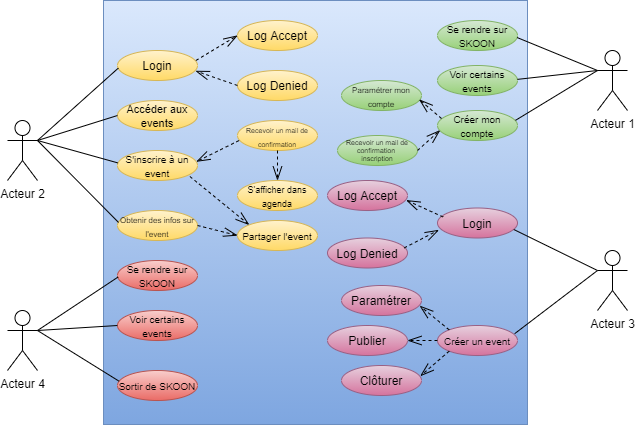 Log Accept
Login
Log Denied
Accéder aux
events
Recevoir un mail de
confirmation
S'inscrire à un
event
S'afficher dans
agenda
Obtenir des infos sur
l'event
Partager l'event
Acteur 2
Se rendre sur
SKOON
Voir certains
events
Paramétrer mon
compte
Créer mon
compte
Recevoir un mail de
confirmation
inscription
Acteur 1
Log Accept
Login
Log Denied
Paramétrer
Publier
Créer un event
Clôturer
Acteur 3
Se rendre sur
SKOON
Voir certains
events
Sortir de SKOON
Acteur 4